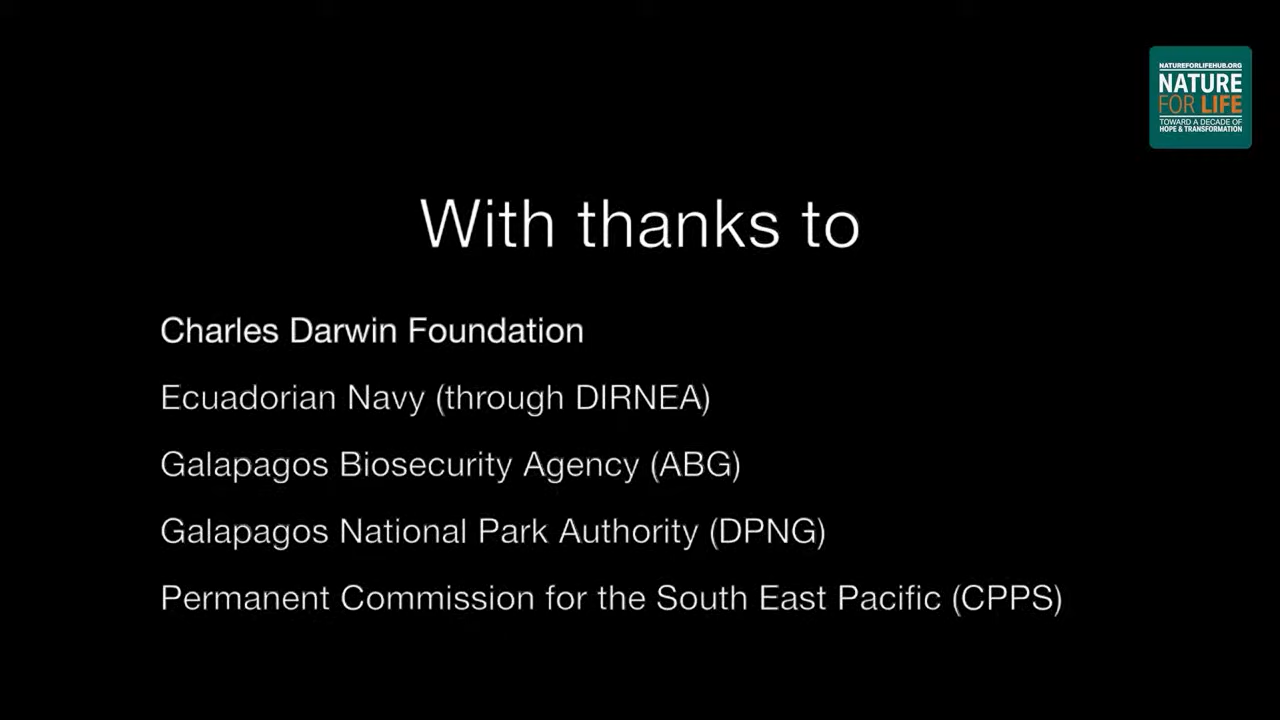 NATUREFORLIFEHUB.ORG
NATURE
FOR LIFE
TOWARD A DECADE OF
HOPE & TRANSFORMATION
With thanks to
Charles Darwin Foundation
Ecuadorian Navy (through DIRNEA)
Galapagos Biosecurity Agency (ABG)
Galapagos National Park Authority (DPNG)
Permanent Commission for the South East Pacific (CPPS)